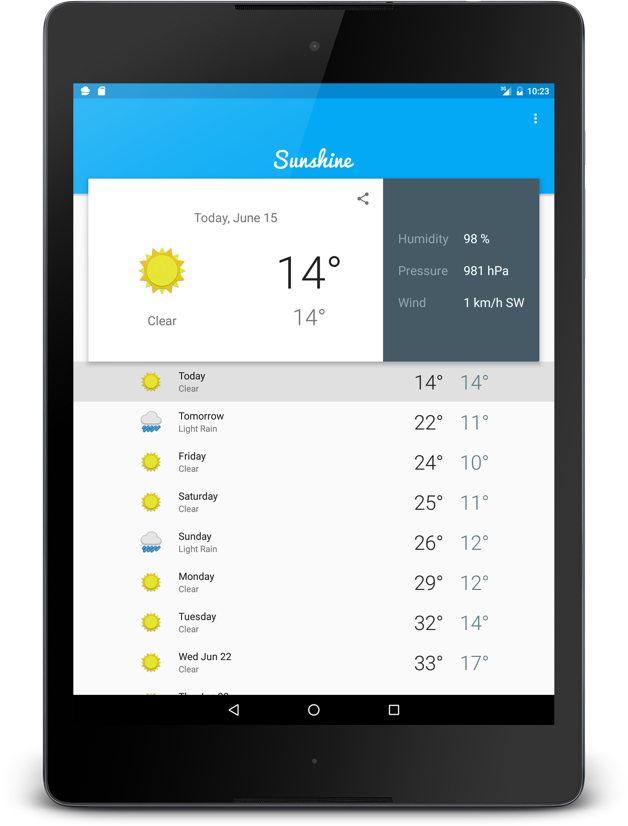 3G 10:23
Sunshine
Today, June 15
14°
14°
Clear
Humidity 98 %
Pressure 981 hPa
Wind 1 km/h SW
Today 14° 14°
Clear
Tomorrow 22° 11°
Light Rain
Friday 24° 10°
Clear
Saturday 25° 11°
Clear
Sunday 26° 12°
Light Rain
Monday 29° 12°
Clear
Tuesday 32° 14°
Clear
Wed Jun 22 33° 17°
Clear